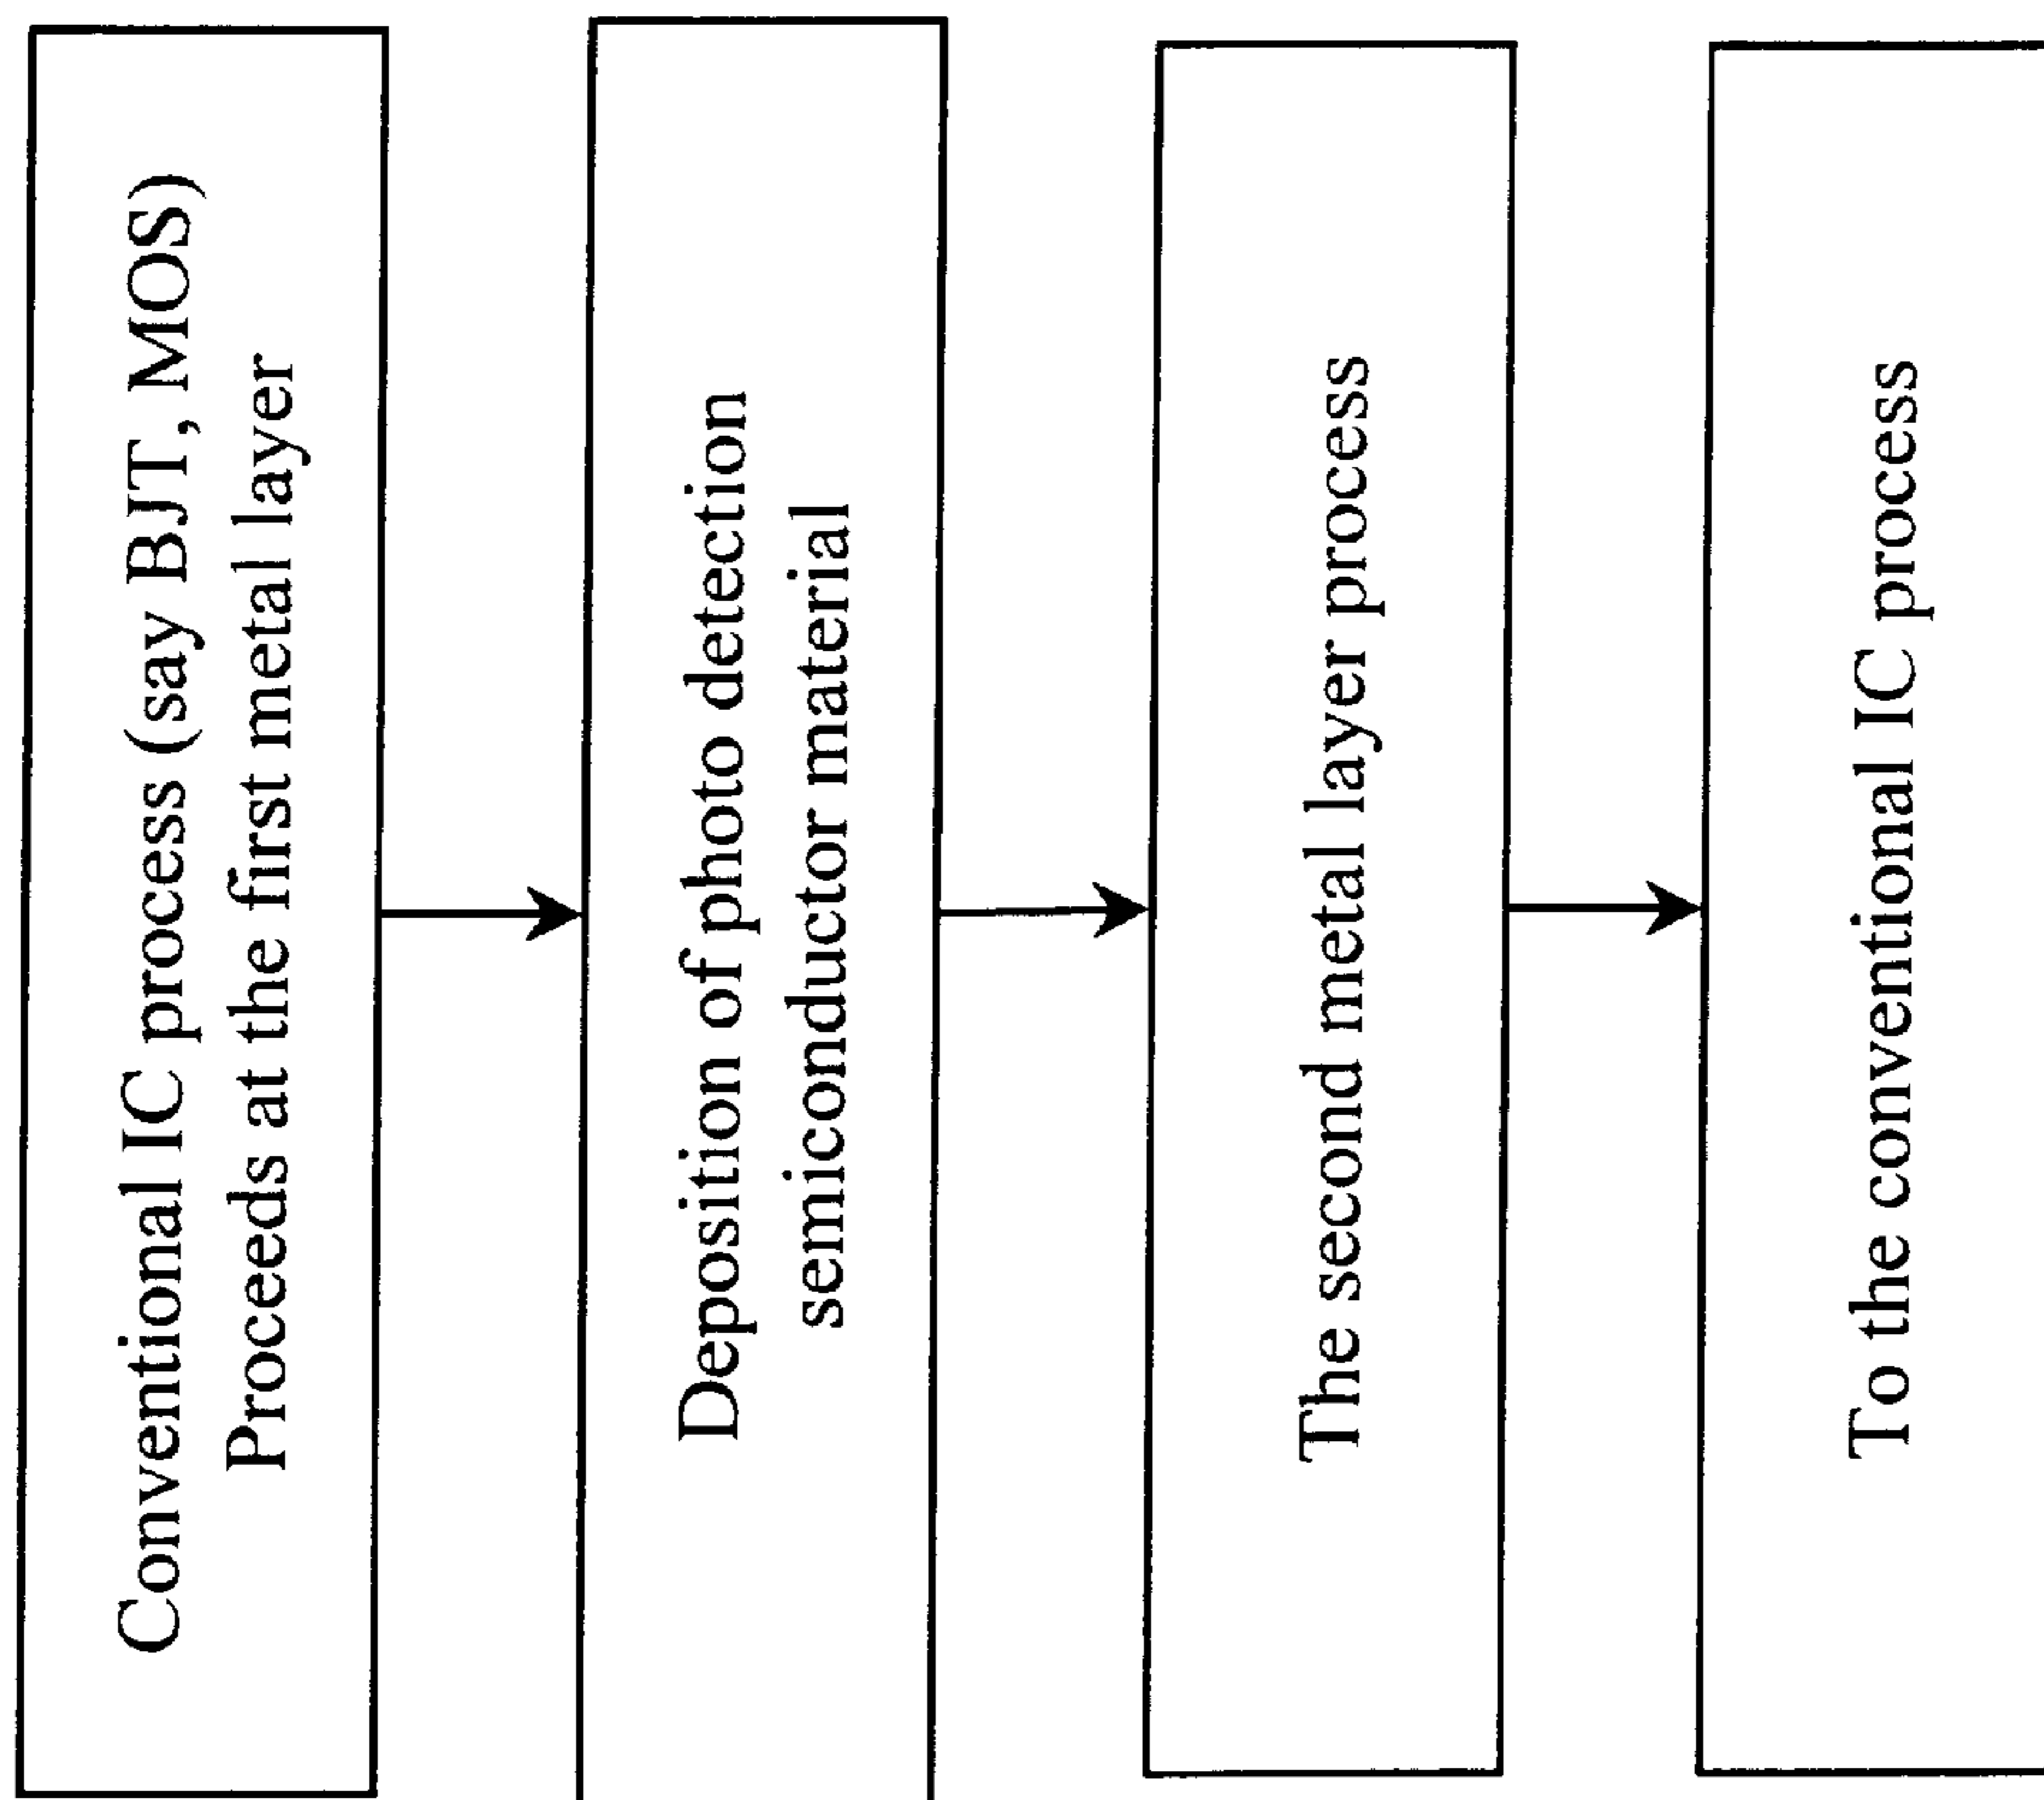 Conventional IC process (say BJT, MOS)
Proceeds at the first metal layer
Deposition of photo detection
semiconductor material
The second metal layer process
To the conventional IC process